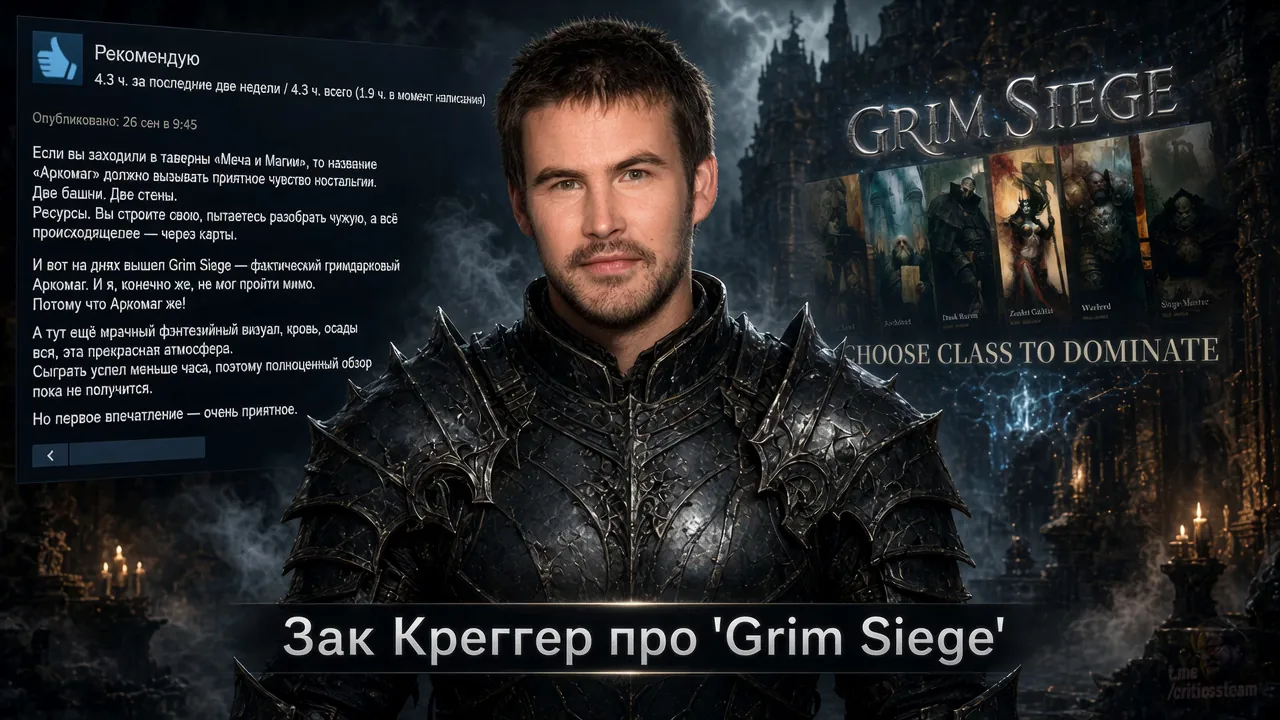 Рекомендую
4.3 ч. за последние две недели / 4.3 ч. всего (1.9 ч. в момент написания)
Опубликовано: 26 сен в 9:45
Если вы заходили в таверны «Меча и Магии», то название
«Аркомаг» должно вызывать приятное чувство ностальгии.
Две башни. Две стены.
Ресурсы. Вы строите свою, пытаетесь разобрать чужую, а всё
происходящее — через карты.
И вот на днях вышел Grim Siege — фактический гримдарковый
Аркомаг. И я, конечно же, не мог пройти мимо.
Потому что Аркомаг же!
А тут ещё мрачный фэнтезийный визуал, кровь, осады
вся, эта прекрасная атмосфера.
Сыграть успел меньше часа, поэтому полноценный обзор
пока не получится.
Но первое впечатление — очень приятное.
GRIM SIEGE
Warlord
CHOOSE CLASS TO DOMINATE
Зак Креггер про 'Grim Siege'
t.me
/criticssteam